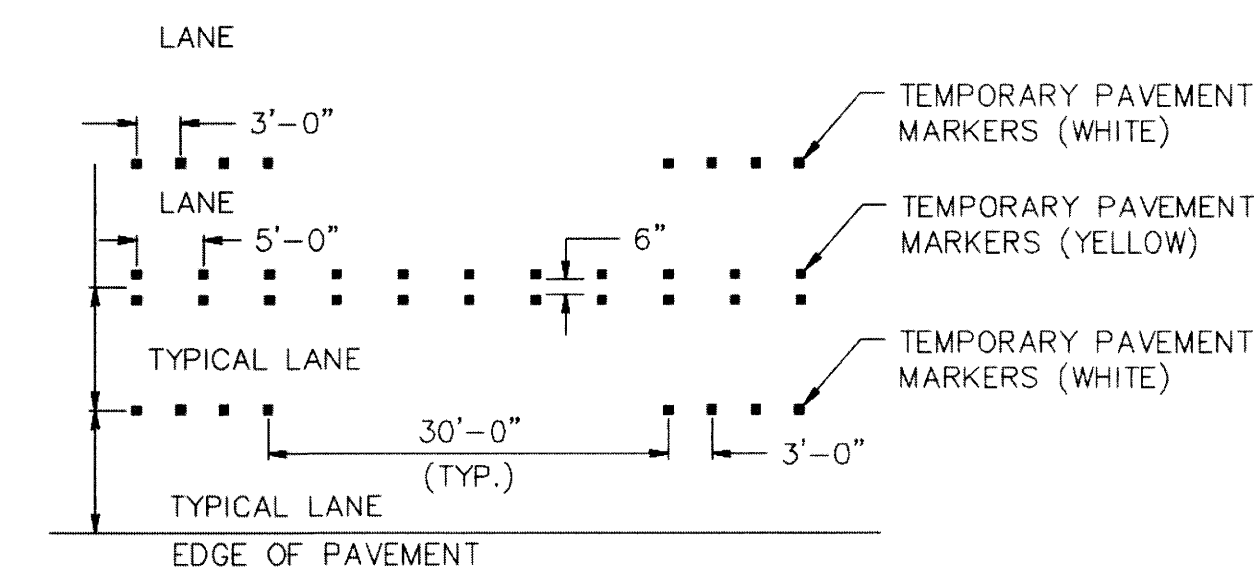 LANE
3'-0"
TEMPORARY PAVEMENT
MARKERS (WHITE)
LANE
5'-0"
6"
TEMPORARY PAVEMENT
MARKERS (YELLOW)
TYPICAL LANE
TEMPORARY PAVEMENT
MARKERS (WHITE)
30'-0"
(TYP.)
3'-0"
TYPICAL LANE
EDGE OF PAVEMENT